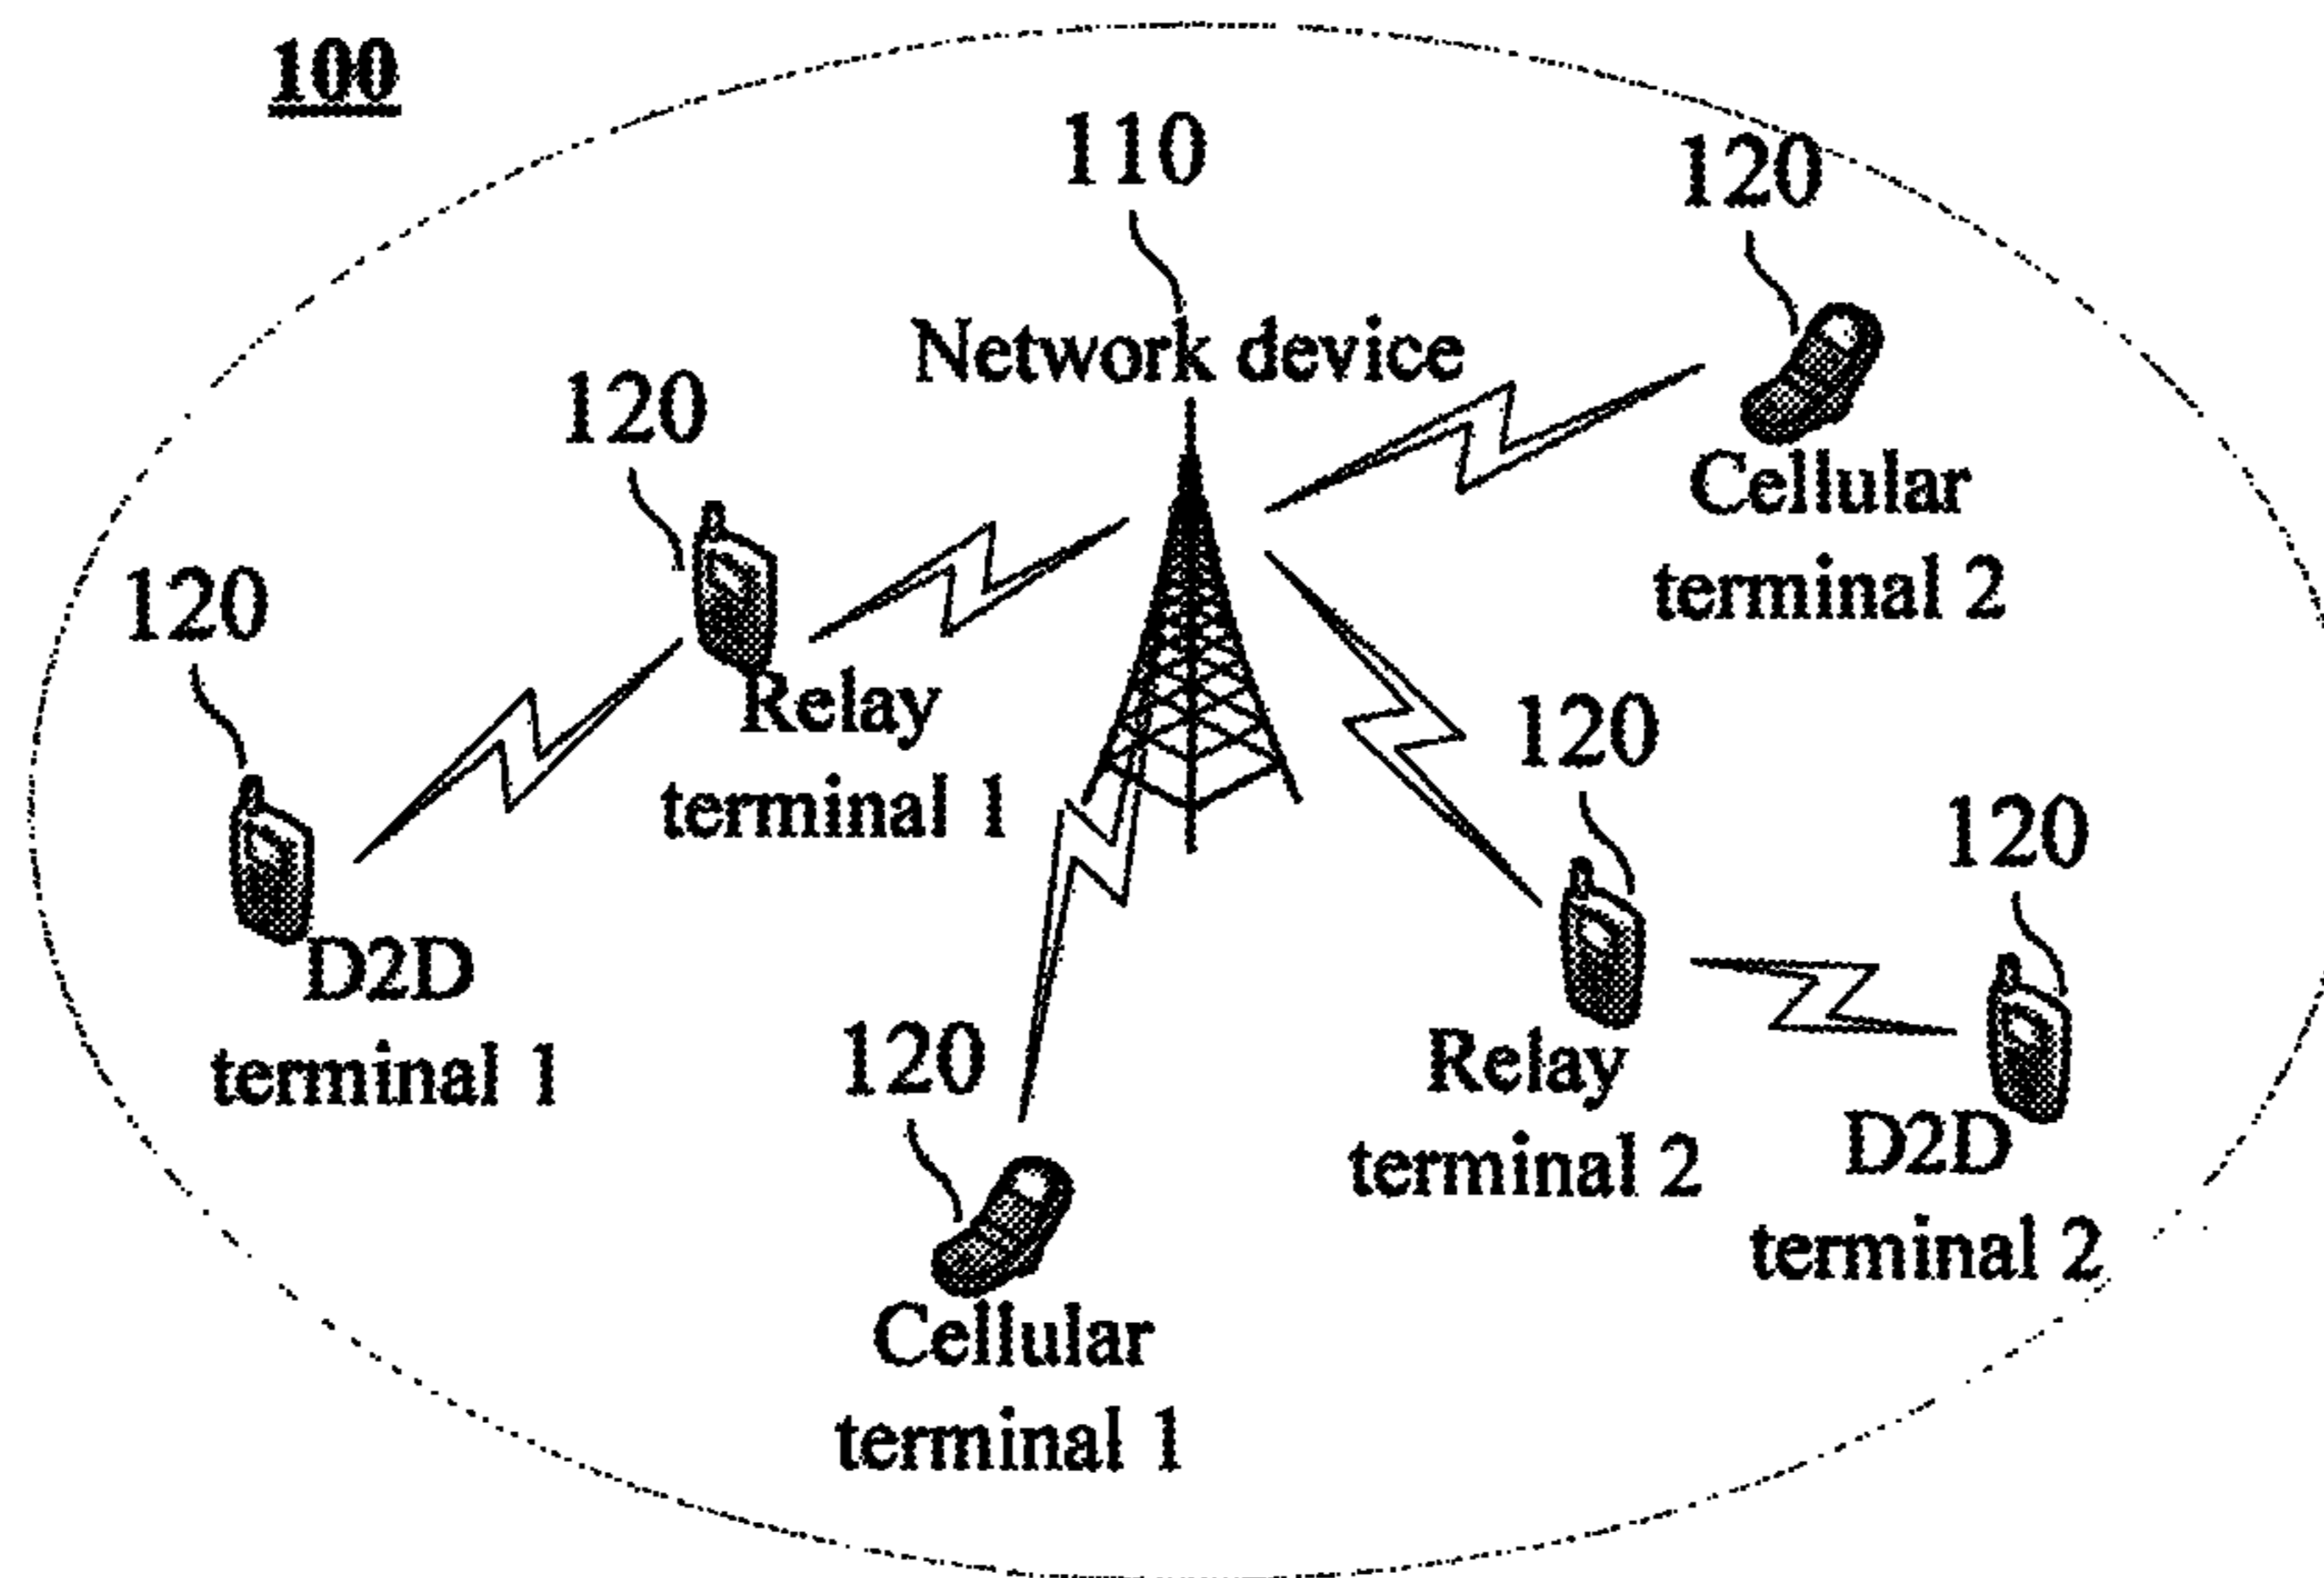 100
110
120
Network device
120
Cellular
terminal 2
120
Relay
terminal 1
120
D2D
terminal 1
120
Relay
terminal 2
120
D2D
terminal 2
120
Cellular
terminal 1